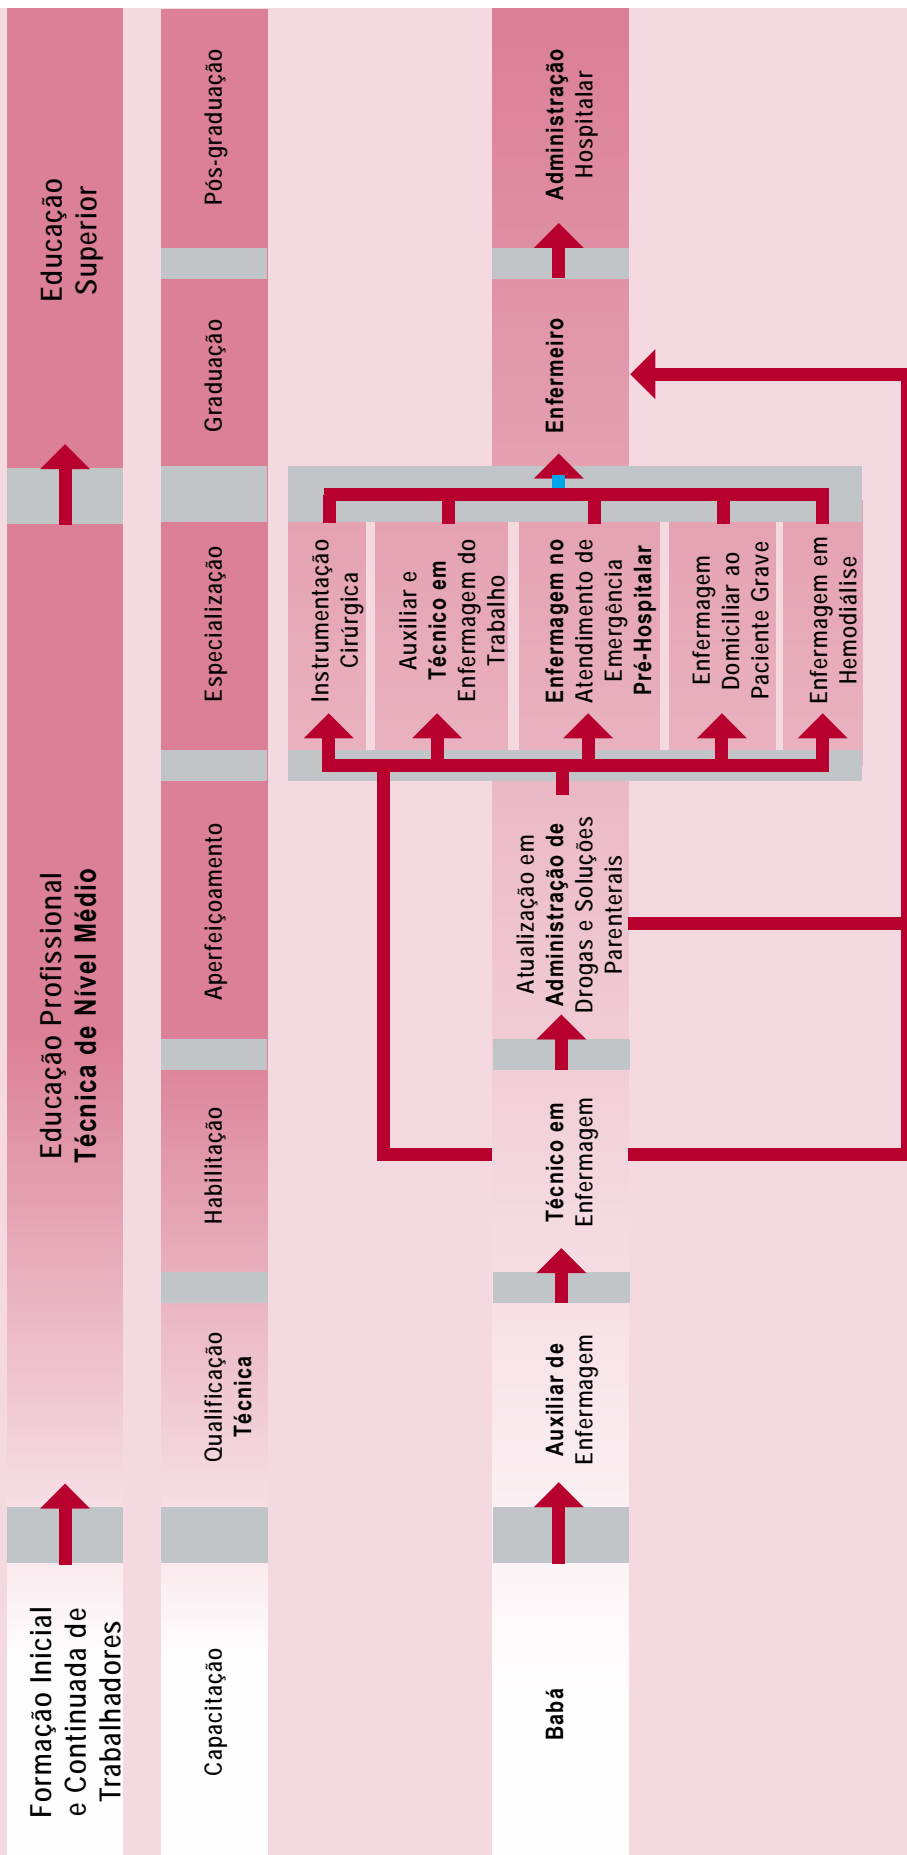 Formação Inicial
e Continuada de
Trabalhadores
Educação Profissional
Técnica de Nível Médio
Educação
Superior
Capacitação
Qualificação
Técnica
Habilitação
Aperfeiçoamento
Especialização
Graduação
Pós-graduação
Babá
Auxiliar de
Enfermagem
Técnico em
Enfermagem
Atualização em
Administração de
Drogas e Soluções
Parenterais
Instrumentação
Cirúrgica
Auxiliar e
Técnico em
Enfermagem do
Trabalho
Enfermagem no
Atendimento de
Emergência
Pré-Hospitalar
Enfermagem
Domiciliar ao
Paciente Grave
Enfermagem em
Hemodiálise
Enfermeiro
Administração
Hospitalar